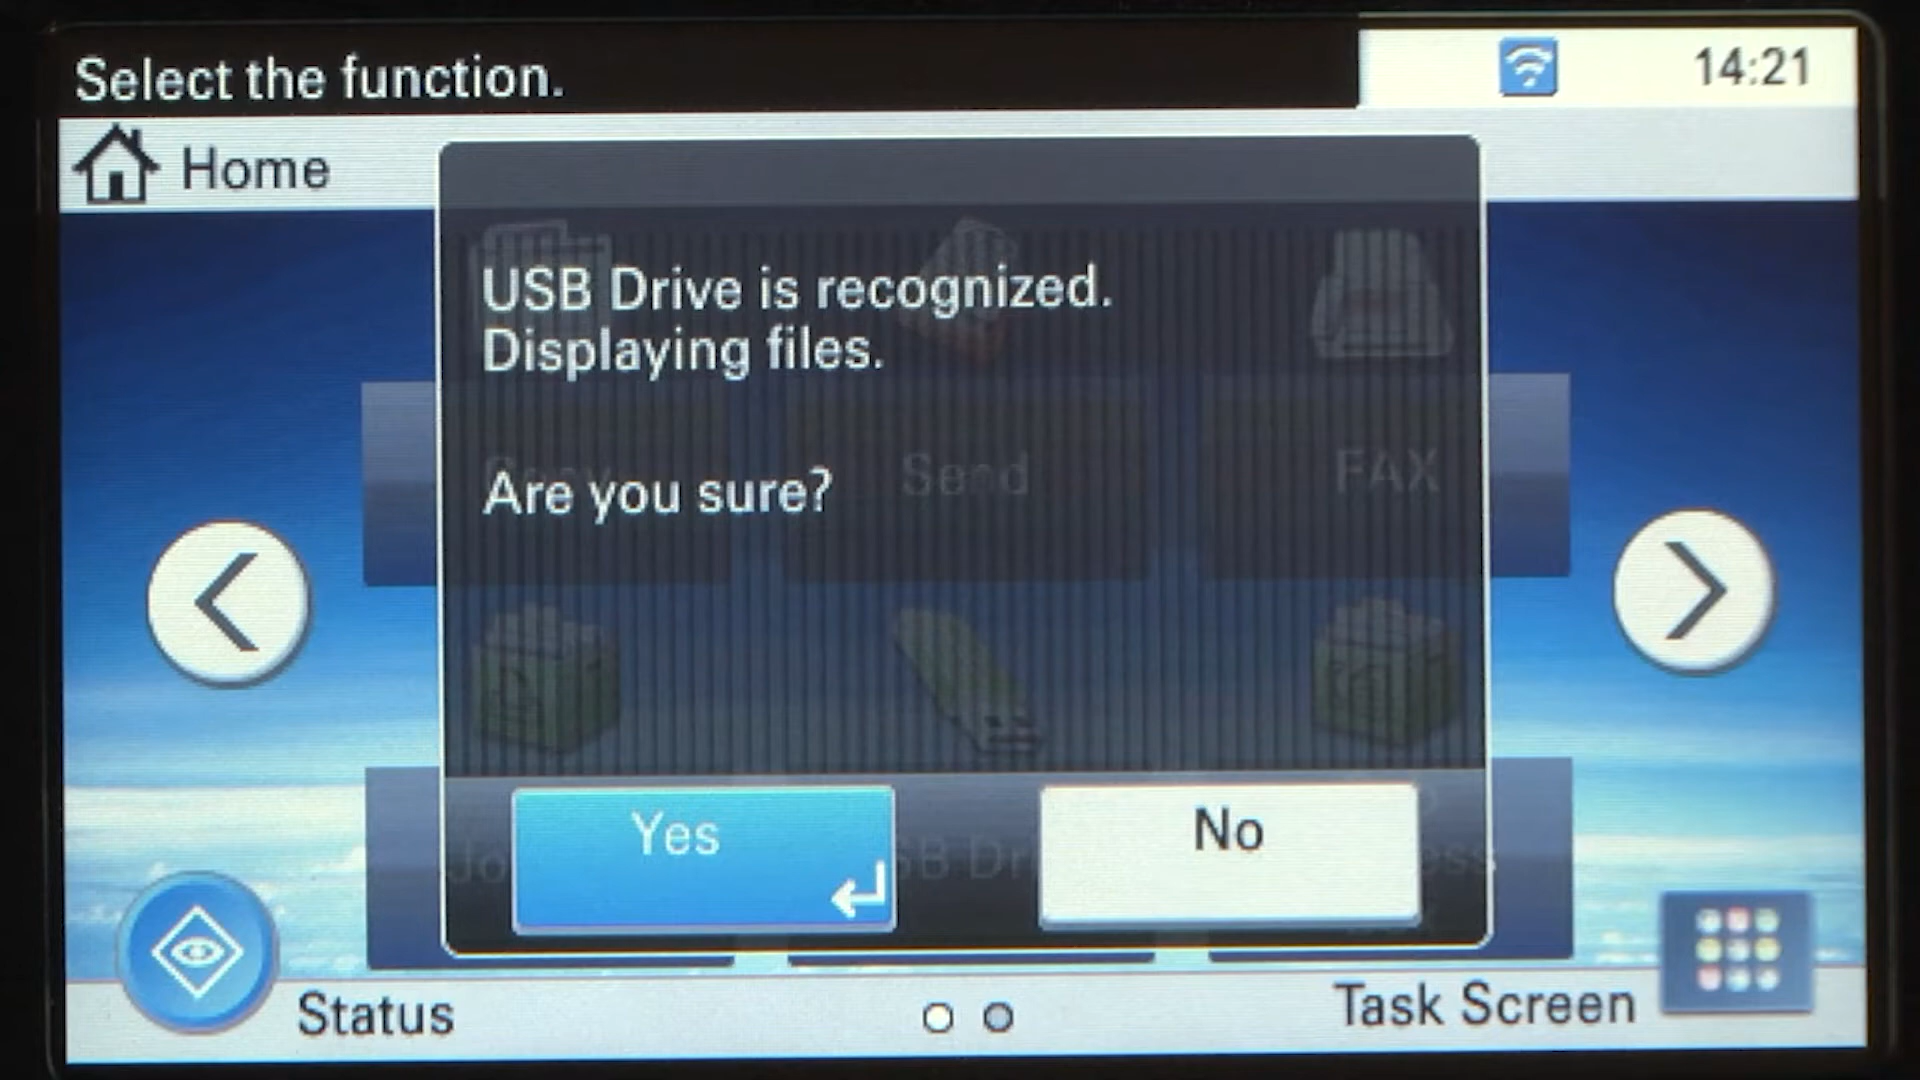 Select the function.
14:21
Home
USB Drive is recognized.
Displaying files.
Send
FAX
Are you sure?
Yes
No
Status
Task Screen